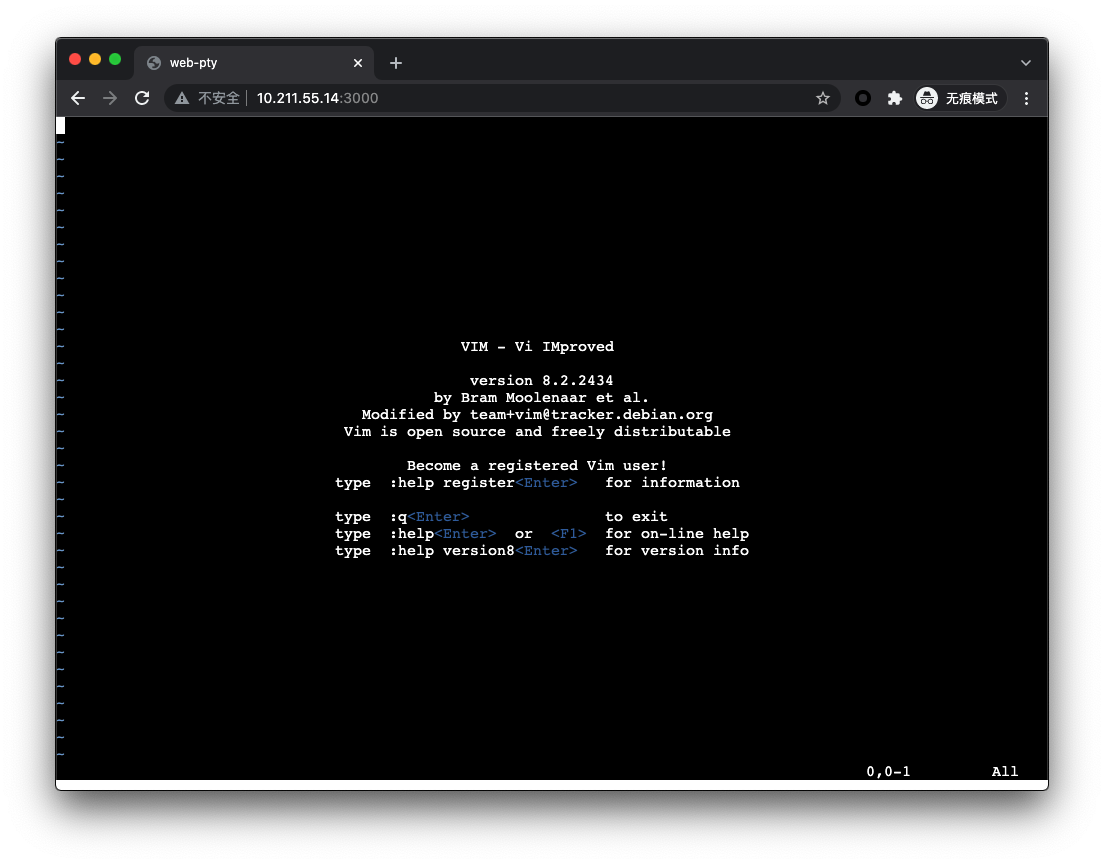 web-pty
不安全 10.211.55.14:3000 无痕模式
~
~
~
~
~
~
~
~
~
~
~
~
~ VIM - Vi IMproved
~
~ version 8.2.2434
~ by Bram Moolenaar et al.
~ Modified by team+vim@tracker.debian.org
~ Vim is open source and freely distributable
~
~ Become a registered Vim user!
~ type :help register<Enter> for information
~
~ type :q<Enter> to exit
~ type :help<Enter> or <F1> for on-line help
~ type :help version8<Enter> for version info
~
~
~
~
~
~
~
~
~
~
~
~
0,0-1 All